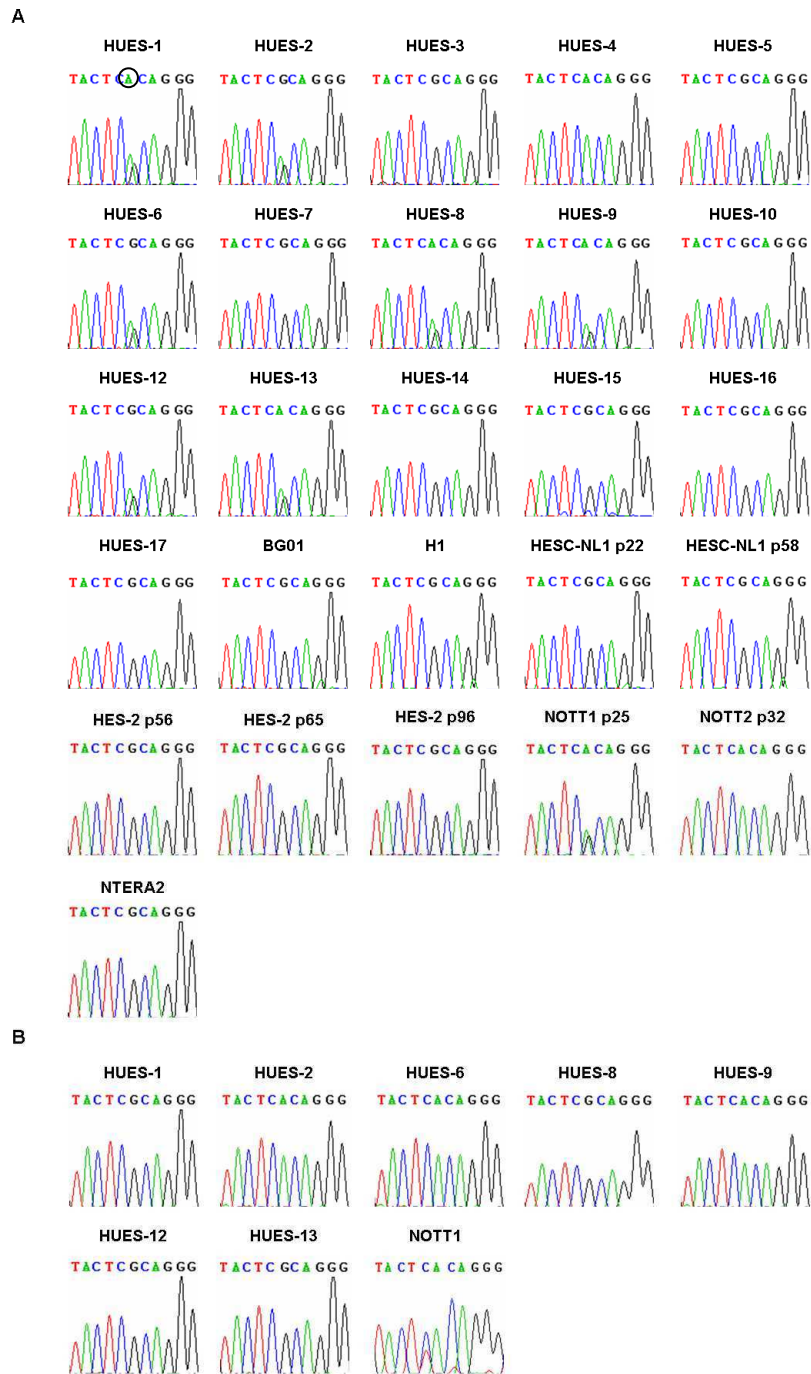 A
HUES-1 HUES-2 HUES-3 HUES-4 HUES-5
TACTCACAGGG TACTCGCAGGG TACTCGCAGGG TACTCACAGGG TACTCGCAGGG
HUES-6 HUES-7 HUES-8 HUES-9 HUES-10
TACTCGCAGGG TACTCGCAGGG TACTCACAGGG TACTCACAGGG TACTCGCAGGG
HUES-12 HUES-13 HUES-14 HUES-15 HUES-16
TACTCGCAGGG TACTCACAGGG TACTCGCAGGG TACTCGCAGGG TACTCGCAGGG
HUES-17 BG01 H1 HESC-NL1 p22 HESC-NL1 p58
TACTCGCAGGG TACTCGCAGGG TACTCGCAGGG TACTCGCAGGG TACTCGCAGGG
HES-2 p56 HES-2 p65 HES-2 p96 NOTT1 p25 NOTT2 p32
TACTCGCAGGG TACTCGCAGGG TACTCGCAGGG TACTCACAGGG TACTCACAGGG
NTERA2
TACTCGCAGGG
B
HUES-1 HUES-2 HUES-6 HUES-8 HUES-9
TACTCGCAGGG TACTCACAGGG TACTCACAGGG TACTCGCAGGG TACTCACAGGG
HUES-12 HUES-13 NOTT1
TACTCGCAGGG TACTCGCAGGG TACTCACAGGG